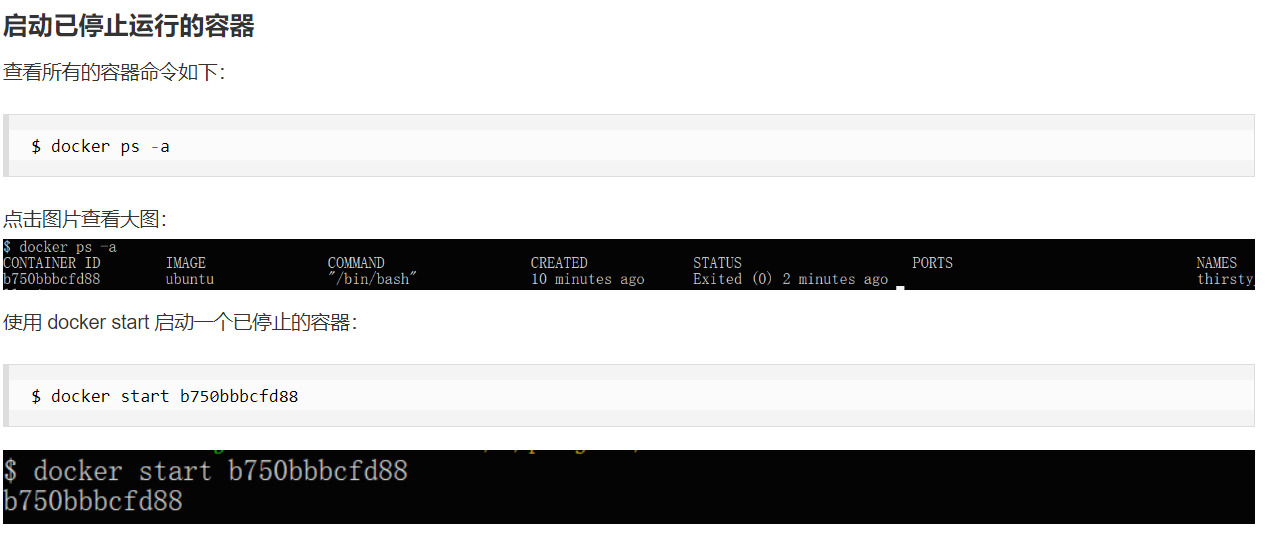 启动已停止运行的容器
查看所有的容器命令如下：
$ docker ps -a
点击图片查看大图：
$ docker ps -a
CONTAINER ID IMAGE COMMAND CREATED STATUS PORTS NAMES
b750bbbcfd88 ubuntu "/bin/bash" 10 minutes ago Exited (0) 2 minutes ago thirsty
使用 docker start 启动一个已停止的容器：
$ docker start b750bbbcfd88
$ docker start b750bbbcfd88
b750bbbcfd88